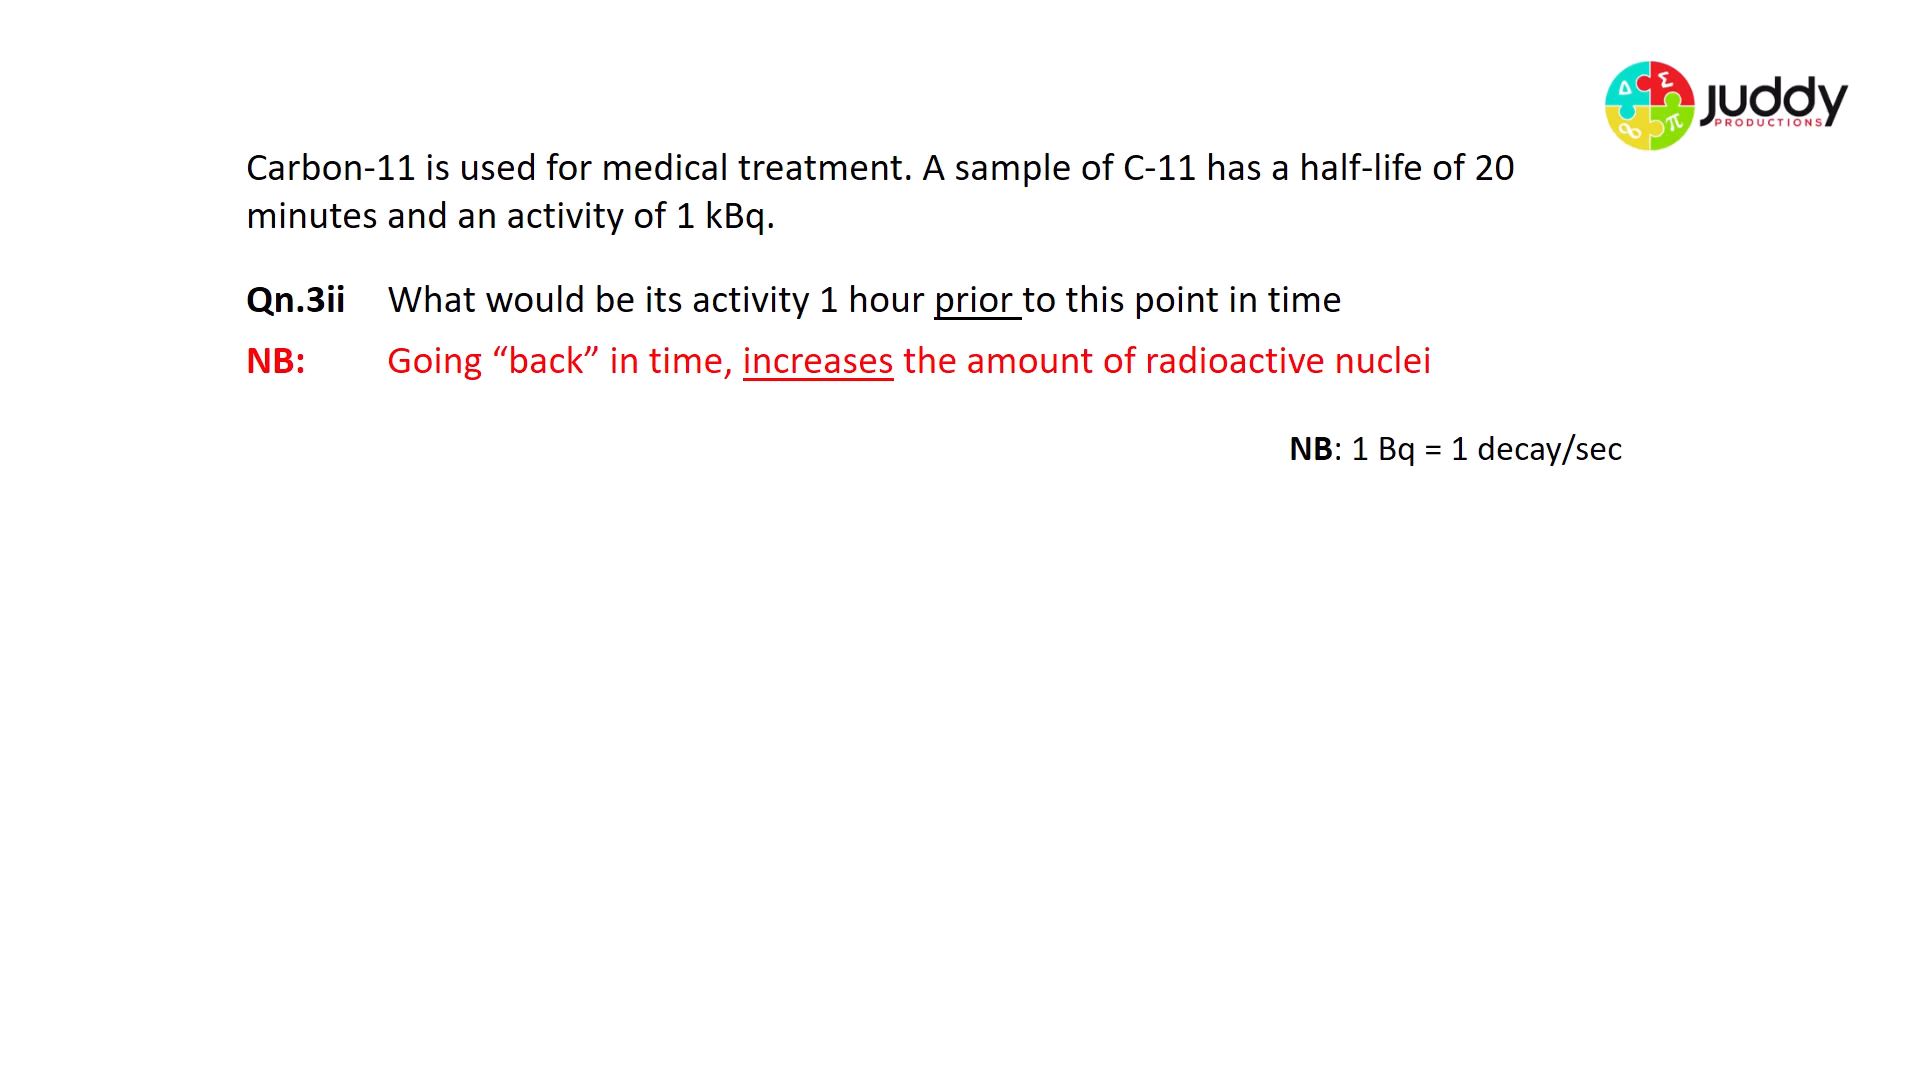 Δ Σ juddy
∞ π PRODUCTIONS
Carbon-11 is used for medical treatment. A sample of C-11 has a half-life of 20
minutes and an activity of 1 kBq.
Qn.3ii What would be its activity 1 hour prior to this point in time
NB: Going “back” in time, increases the amount of radioactive nuclei
NB: 1 Bq = 1 decay/sec